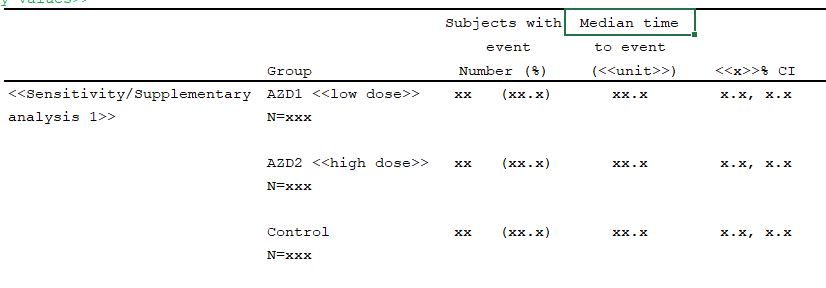 y values>>
Subjects with Median time
event to event
Group Number (%) (<<unit>>) <<x>>% CI
<<Sensitivity/Supplementary AZD1 <<low dose>> xx (xx.x) xx.x x.x, x.x
analysis 1>> N=xxx
AZD2 <<high dose>> xx (xx.x) xx.x x.x, x.x
N=xxx
Control xx (xx.x) xx.x x.x, x.x
N=xxx